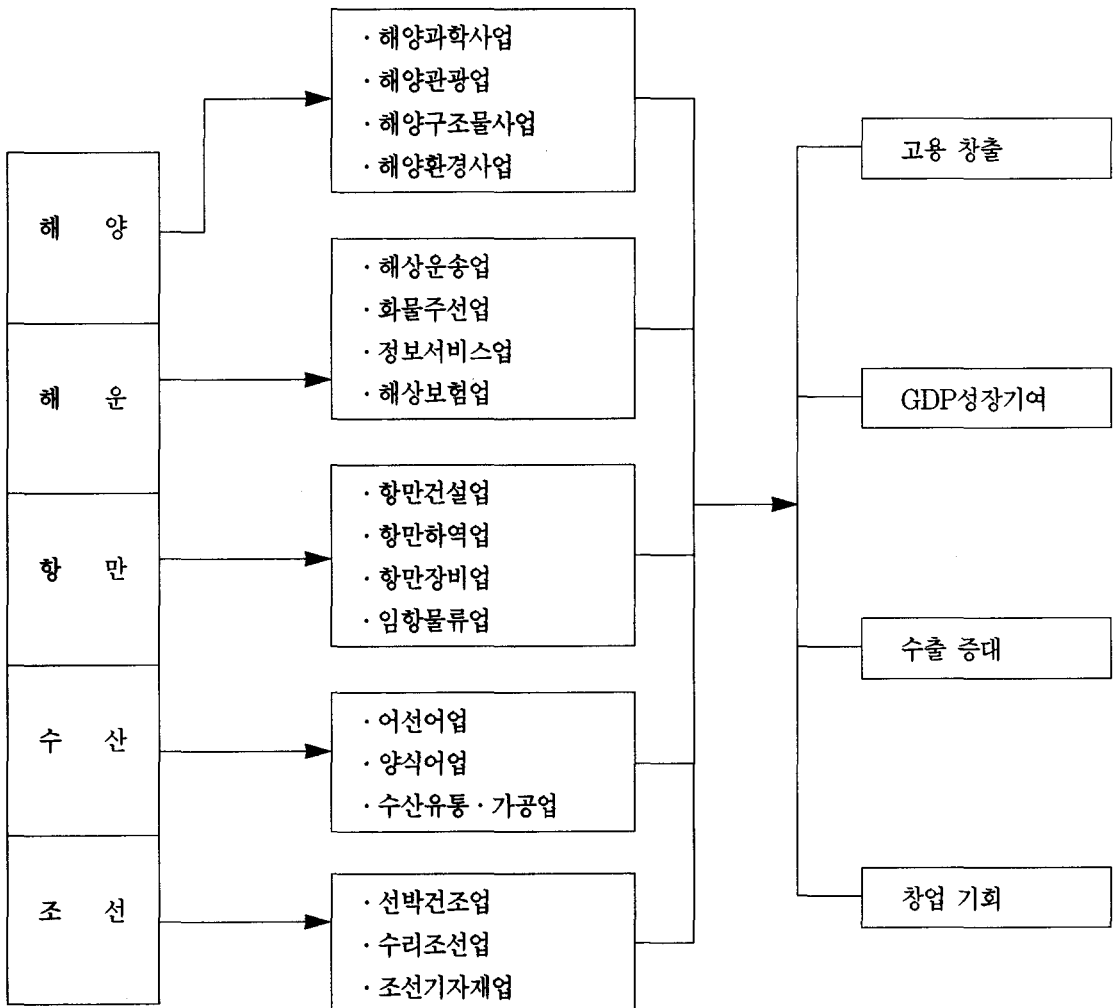 해 양
해 운
항 만
수 산
조 선
· 해양과학사업
· 해양관광업
· 해양구조물사업
· 해양환경사업
· 해상운송업
· 화물주선업
· 정보서비스업
· 해상보험업
· 항만건설업
· 항만하역업
· 항만장비업
· 임항물류업
· 어선어업
· 양식어업
· 수산유통 · 가공업
· 선박건조업
· 수리조선업
· 조선기자재업
고용 창출
GDP성장기여
수출 증대
창업 기회